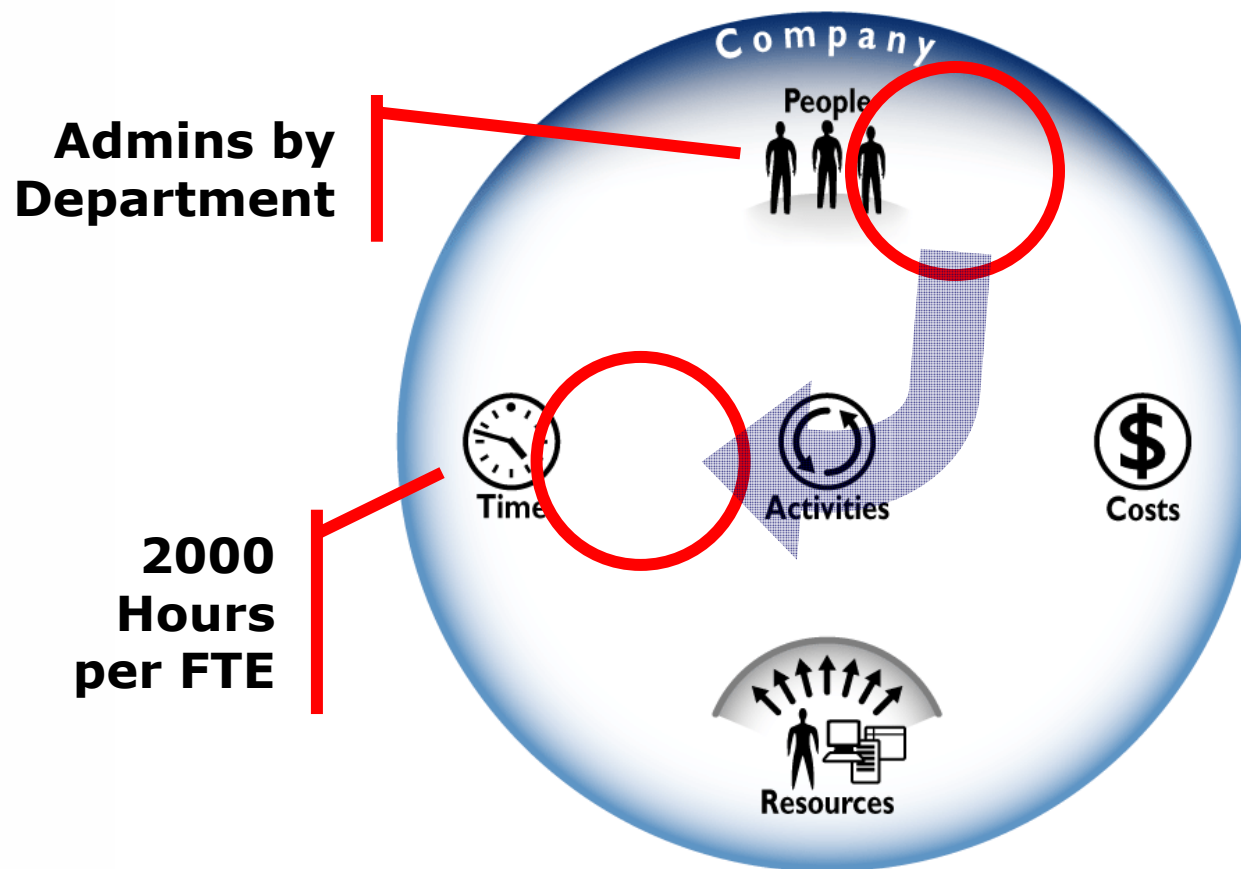 Company
People
Admins by
Department
Time
Activities
Costs
2000
Hours
per FTE
$
Resources